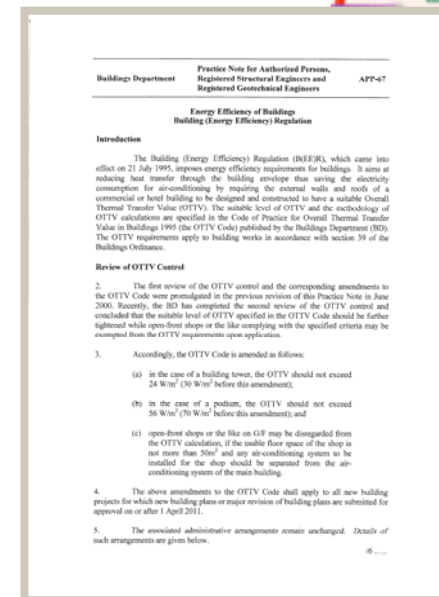 Practice Note for Authorized Persons,
Buildings Department Registered Structural Engineers and APP-67
Registered Geotechnical Engineers
Energy Efficiency of Buildings
Building (Energy Efficiency) Regulation
Introduction
The Building (Energy Efficiency) Regulation (B(EE)R), which came into
effect on 21 July 1995, imposes energy efficiency requirements for buildings. It aims at
reducing heat transfer through the building envelope thus saving the electricity
consumption for air-conditioning by requiring the external walls and roofs of a
commercial or hotel building to be designed and constructed to have a suitable Overall
Thermal Transfer Value (OTTV). The suitable level of OTTV and the methodology of
OTTV calculations are specified in the Code of Practice for Overall Thermal Transfer
Value in Buildings 1995 (the OTTV Code) published by the Buildings Department (BD).
The OTTV requirements apply to building works in accordance with section 39 of the
Buildings Ordinance.
Review of OTTV Control
2. The first review of the OTTV control and the corresponding amendments to
the OTTV Code were promulgated in the previous revision of this Practice Note in June
2000. Recently, the BD has completed the second review of the OTTV control and
concluded that the suitable level of OTTV specified in the OTTV Code should be further
tightened while open-front shops or the like complying with the specified criteria may be
exempted from the OTTV requirements upon application.
3. Accordingly, the OTTV Code is amended as follows:
(a) in the case of a building tower, the OTTV should not exceed
24 W/m² (30 W/m² before this amendment);
(b) in the case of a podium, the OTTV should not exceed
56 W/m² (70 W/m² before this amendment); and
(c) open-front shops or the like on G/F may be disregarded from
the OTTV calculation, if the usable floor space of the shop is
not more than 50m² and any air-conditioning system to be
installed for the shop should be separated from the air-
conditioning system of the main building.
4. The above amendments to the OTTV Code shall apply to all new building
projects for which new building plans or major revision of building plans are submitted for
approval on or after 1 April 2011.
5. The associated administrative arrangements remain unchanged. Details of
such arrangements are given below.
/6 .....